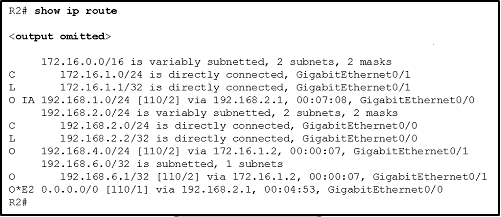 R2# show ip route
<output omitted>
172.16.0.0/16 is variably subnetted, 2 subnets, 2 masks
C 172.16.1.0/24 is directly connected, GigabitEthernet0/1
L 172.16.1.1/32 is directly connected, GigabitEthernet0/1
O IA 192.168.1.0/24 [110/2] via 192.168.2.1, 00:07:08, GigabitEthernet0/0
192.168.2.0/24 is variably subnetted, 2 subnets, 2 masks
C 192.168.2.0/24 is directly connected, GigabitEthernet0/0
L 192.168.2.2/32 is directly connected, GigabitEthernet0/0
O 192.168.4.0/24 [110/2] via 172.16.1.2, 00:00:07, GigabitEthernet0/1
192.168.6.0/32 is subnetted, 1 subnets
O 192.168.6.1/32 [110/2] via 172.16.1.2, 00:00:07, GigabitEthernet0/1
O*E2 0.0.0.0/0 [110/1] via 192.168.2.1, 00:04:53, GigabitEthernet0/0
R2#